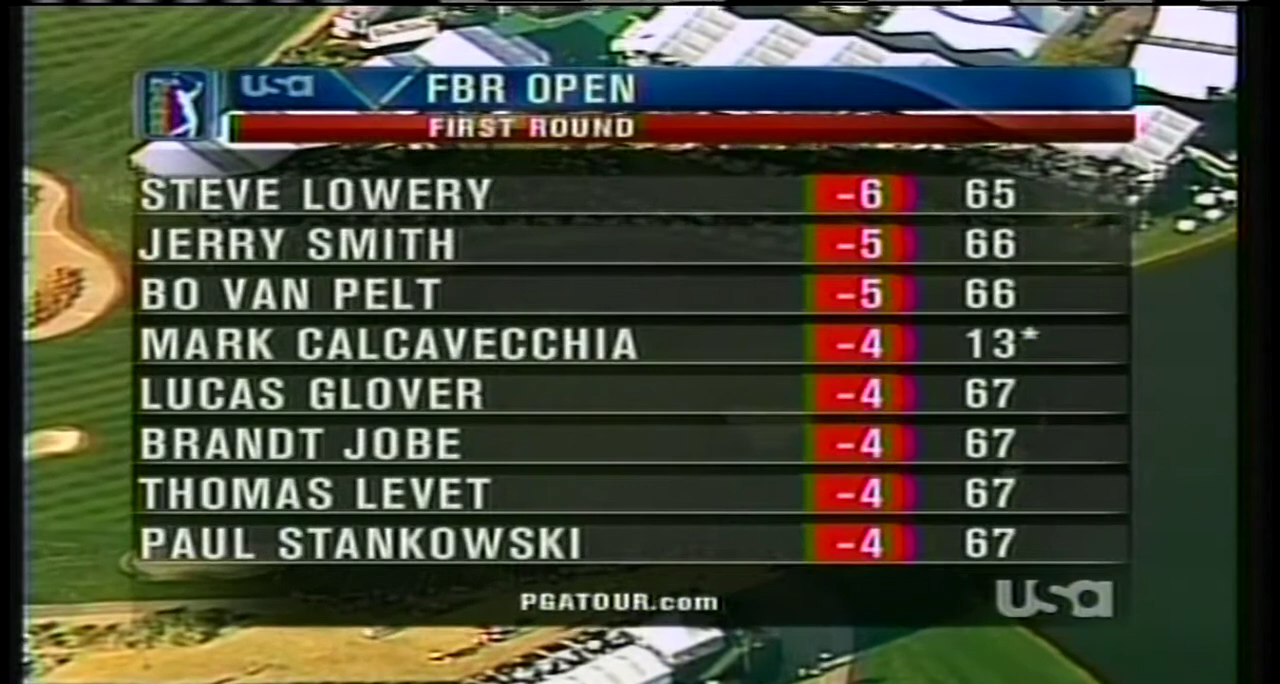 usa FBR OPEN
FIRST ROUND
STEVE LOWERY -6 65
JERRY SMITH -5 66
BO VAN PELT -5 66
MARK CALCAVECCHIA -4 13*
LUCAS GLOVER -4 67
BRANDT JOBE -4 67
THOMAS LEVET -4 67
PAUL STANKOWSKI -4 67
PGATOUR.com
usa